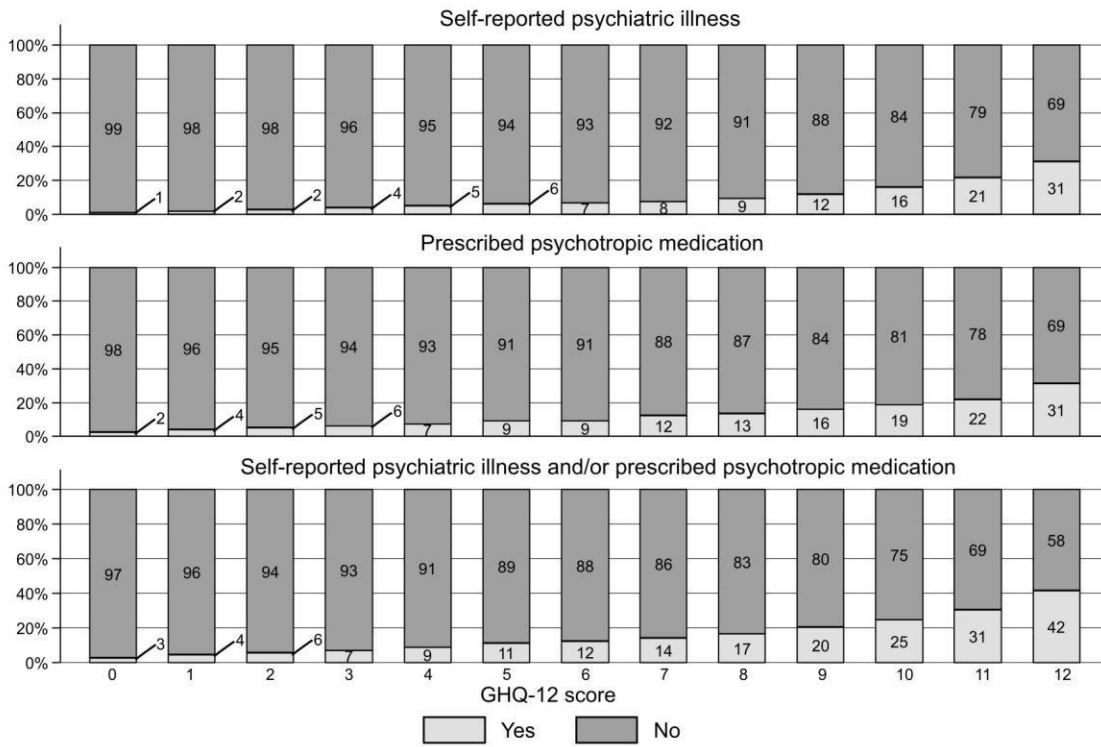 Self-reported psychiatric illness
100%
80%
60%
40%
20%
0%
99 98 98 96 95 94 93 92 91 88 84 79 69
1 2 2 4 5 6 7 8 9 12 16 21 31
Prescribed psychotropic medication
100%
80%
60%
40%
20%
0%
98 96 95 94 93 91 91 88 87 84 81 78 69
2 4 5 6 7 9 9 12 13 16 19 22 31
Self-reported psychiatric illness and/or prescribed psychotropic medication
100%
80%
60%
40%
20%
0%
97 96 94 93 91 89 88 86 83 80 75 69 58
3 4 6 7 9 11 12 14 17 20 25 31 42
0 1 2 3 4 5 6 7 8 9 10 11 12
GHQ-12 score
Yes No